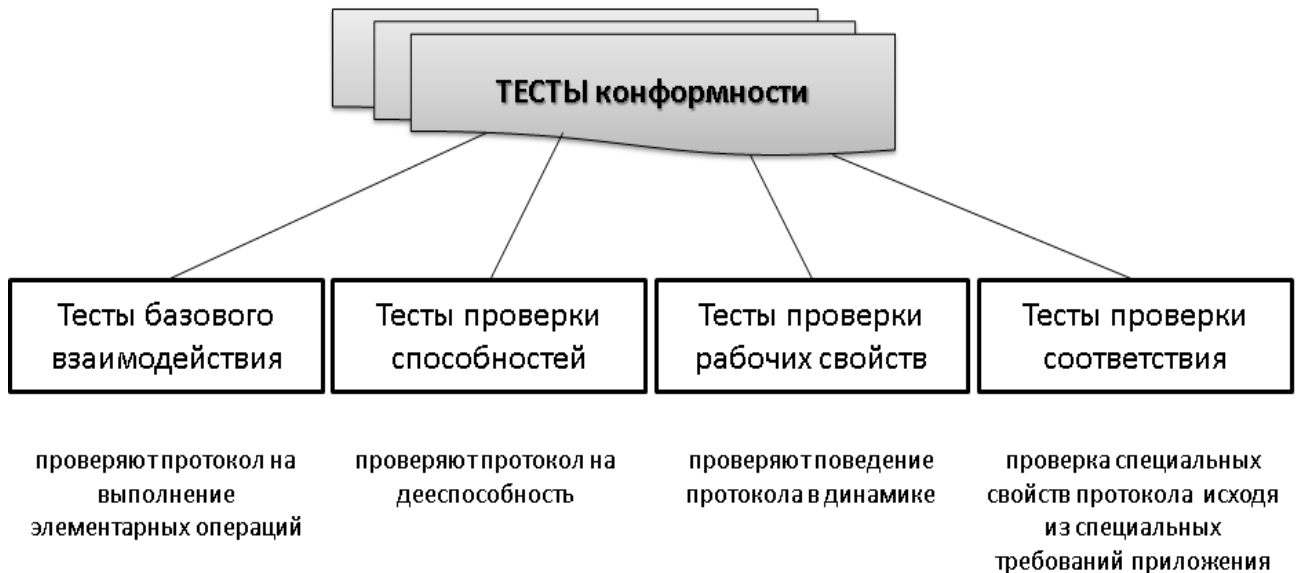 ТЕСТЫ конформности
Тесты базового
взаимодействия
Тесты проверки
способностей
Тесты проверки
рабочих свойств
Тесты проверки
соответствия
проверяют протокол на
выполнение
элементарных операций
проверяют протокол на
дееспособность
проверяют поведение
протокола в динамике
проверка специальных
свойств протокола исходя
из специальных
требований приложения